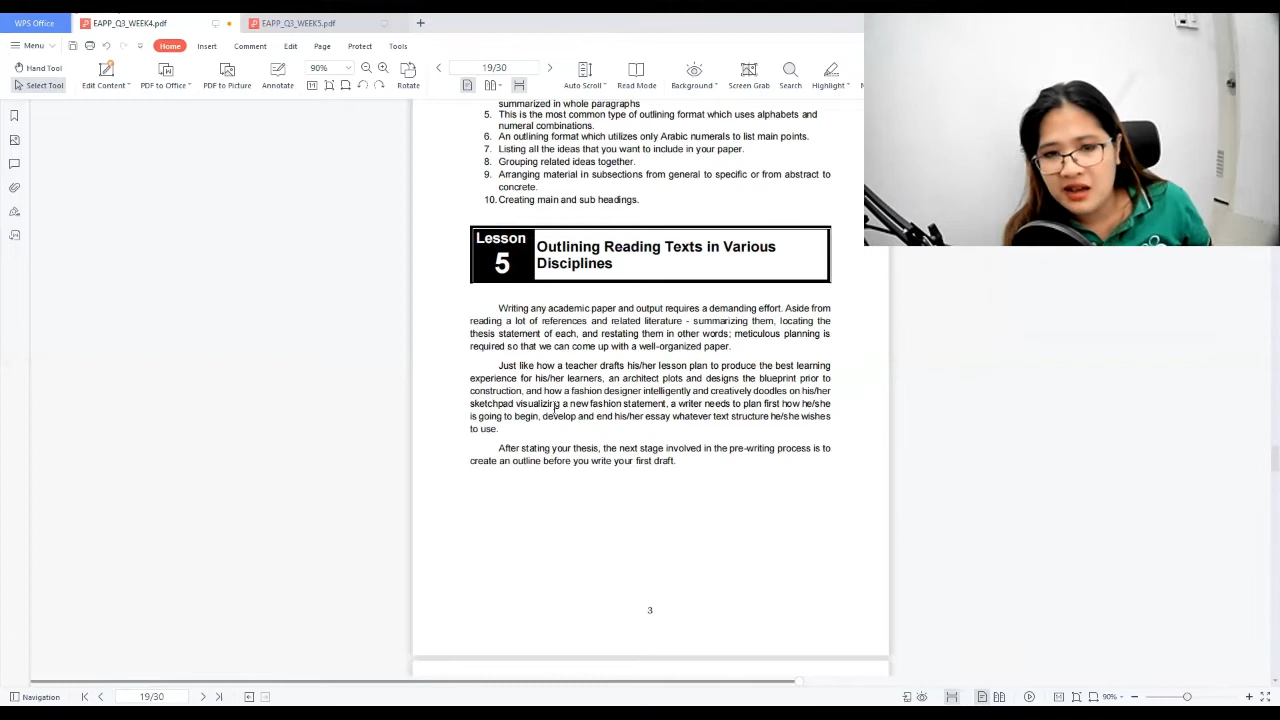 WPS Office
EAPP_Q3_WEEK4.pdf
EAPP_Q3_WEEK5.pdf
Menu
Home
Insert
Comment
Edit
Page
Protect
Tools
Hand Tool
Select Tool
Edit Content
PDF to Office
PDF to Picture
Annotate
90%
Rotate
19/30
Auto Scroll
Read Mode
Background
Screen Grab
Search
Highlight
summarized in whole paragraphs
5. This is the most common type of outlining format which uses alphabets and
numeral combinations.
6. An outlining format which utilizes only Arabic numerals to list main points.
7. Listing all the ideas that you want to include in your paper.
8. Grouping related ideas together.
9. Arranging material in subsections from general to specific or from abstract to
concrete.
10. Creating main and sub headings.
Lesson
5
Outlining Reading Texts in Various
Disciplines
Writing any academic paper and output requires a demanding effort. Aside from
reading a lot of references and related literature - summarizing them, locating the
thesis statement of each, and restating them in other words; meticulous planning is
required so that we can come up with a well-organized paper.
Just like how a teacher drafts his/her lesson plan to produce the best learning
experience for his/her learners, an architect plots and designs the blueprint prior to
construction, and how a fashion designer intelligently and creatively doodles on his/her
sketchpad visualizing a new fashion statement, a writer needs to plan first how he/she
is going to begin, develop and end his/her essay whatever text structure he/she wishes
to use.
After stating your thesis, the next stage involved in the pre-writing process is to
create an outline before you write your first draft.
3
Navigation
19/30
90%